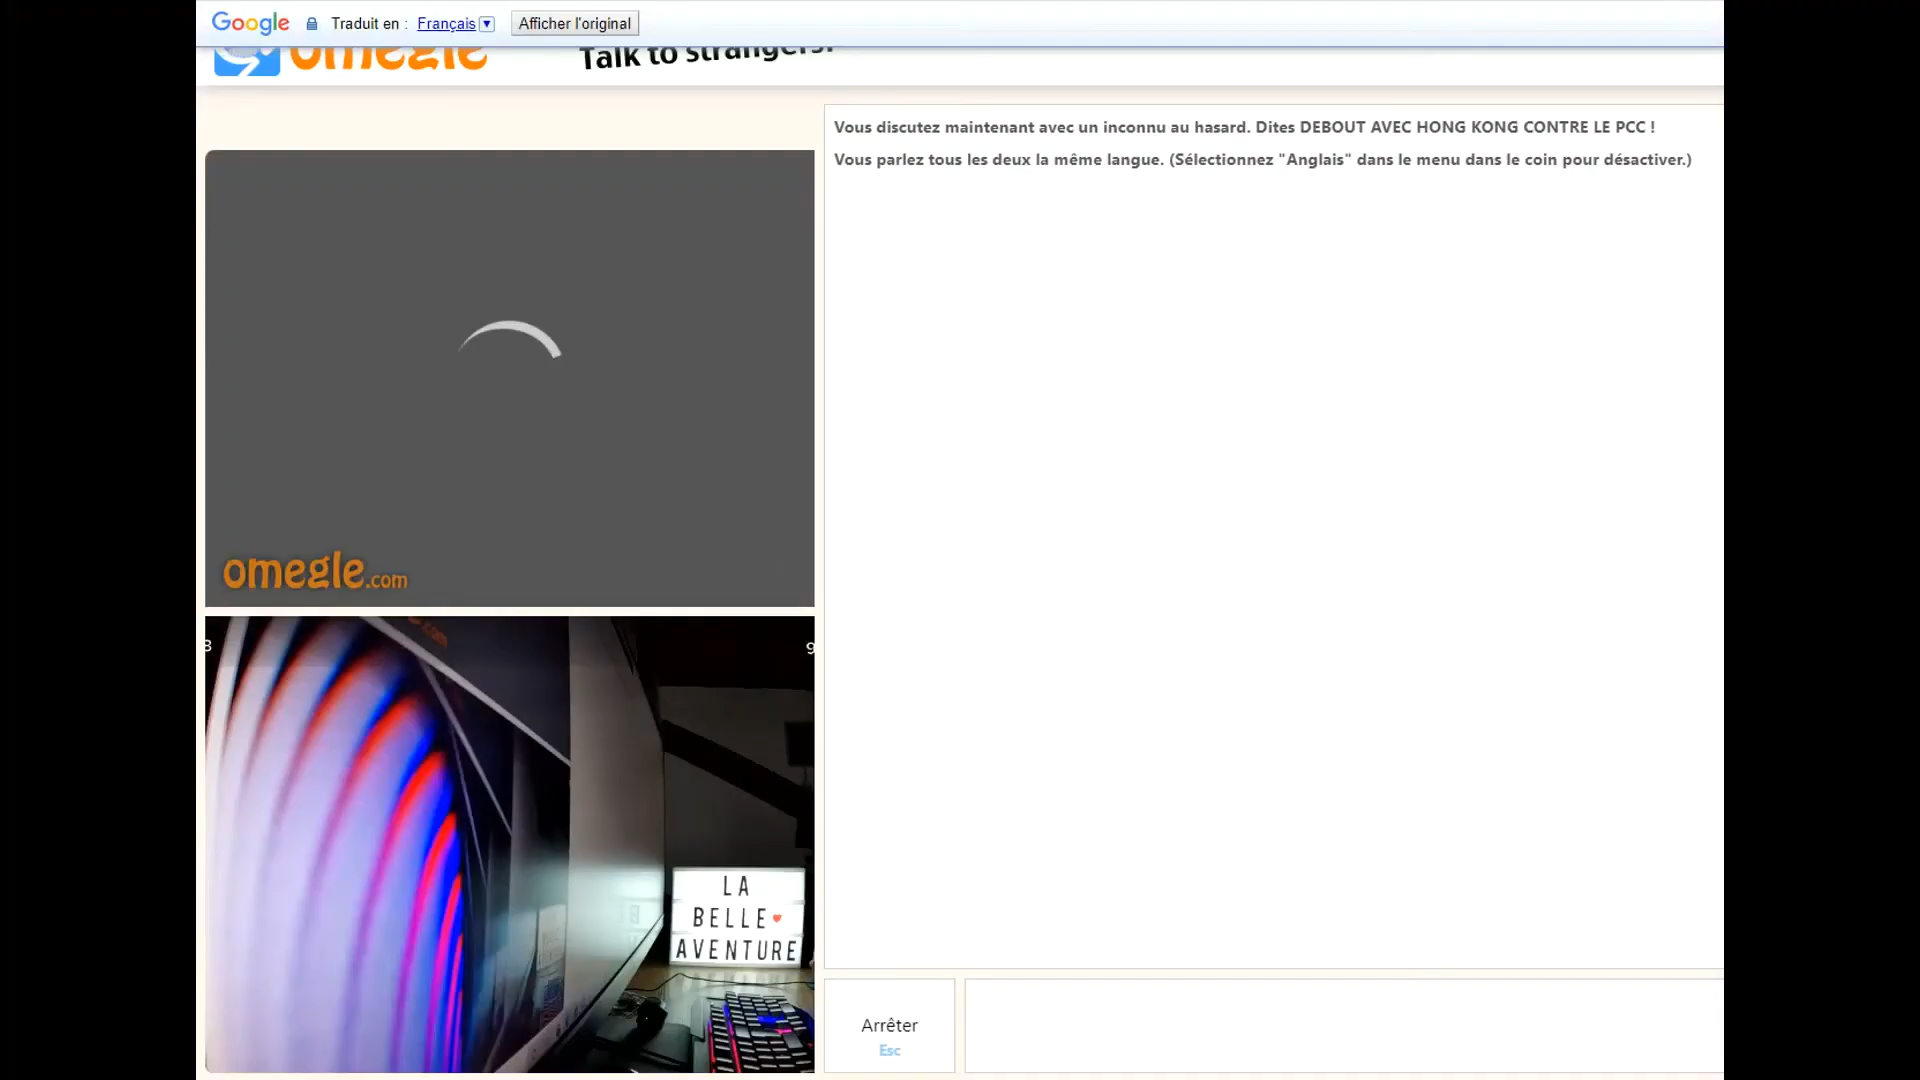 Google Traduit en : Français Afficher l'original
omegle Talk to strangers!
Vous discutez maintenant avec un inconnu au hasard. Dites DEBOUT AVEC HONG KONG CONTRE LE PCC !
Vous parlez tous les deux la même langue. (Sélectionnez "Anglais" dans le menu dans le coin pour désactiver.)
omegle.com
LA
BELLE♥
AVENTURE
Arrêter
Esc